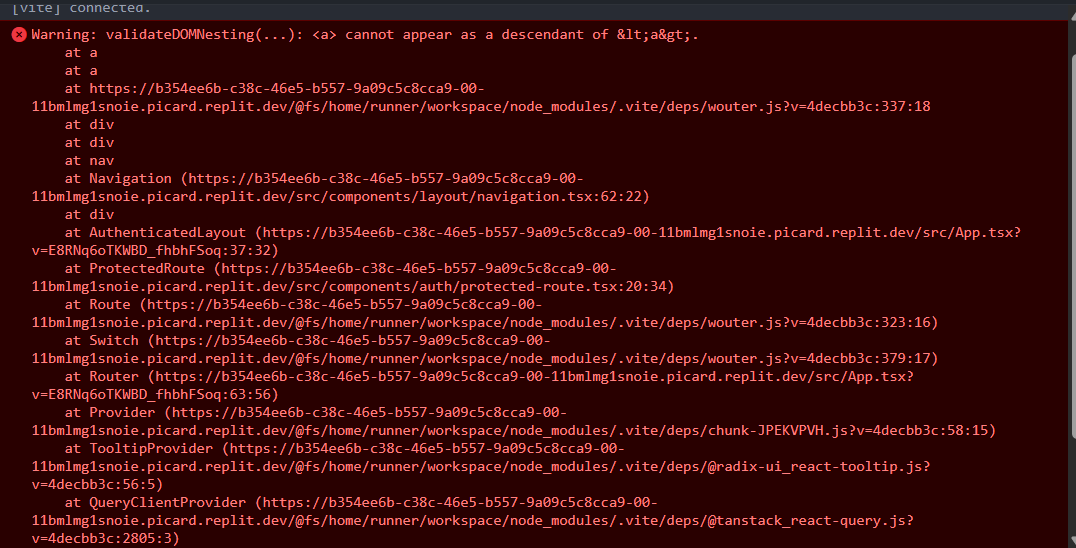 [vite] connected.
Warning: validateDOMNesting(...): <a> cannot appear as a descendant of &lt;a&gt;.
at a
at a
at https://b354ee6b-c38c-46e5-b557-9a09c5c8cca9-00-
11bmlmg1snoie.picard.replit.dev/@fs/home/runner/workspace/node_modules/.vite/deps/wouter.js?v=4decbb3c:337:18
at div
at div
at nav
at Navigation (https://b354ee6b-c38c-46e5-b557-9a09c5c8cca9-00-
11bmlmg1snoie.picard.replit.dev/src/components/layout/navigation.tsx:62:22)
at div
at AuthenticatedLayout (https://b354ee6b-c38c-46e5-b557-9a09c5c8cca9-00-11bmlmg1snoie.picard.replit.dev/src/App.tsx?
v=E8RNq6oTKWBD_fhbhFSoq:37:32)
at ProtectedRoute (https://b354ee6b-c38c-46e5-b557-9a09c5c8cca9-00-
11bmlmg1snoie.picard.replit.dev/src/components/auth/protected-route.tsx:20:34)
at Route (https://b354ee6b-c38c-46e5-b557-9a09c5c8cca9-00-
11bmlmg1snoie.picard.replit.dev/@fs/home/runner/workspace/node_modules/.vite/deps/wouter.js?v=4decbb3c:323:16)
at Switch (https://b354ee6b-c38c-46e5-b557-9a09c5c8cca9-00-
11bmlmg1snoie.picard.replit.dev/@fs/home/runner/workspace/node_modules/.vite/deps/wouter.js?v=4decbb3c:379:17)
at Router (https://b354ee6b-c38c-46e5-b557-9a09c5c8cca9-00-11bmlmg1snoie.picard.replit.dev/src/App.tsx?
v=E8RNq6oTKWBD_fhbhFSoq:63:56)
at Provider (https://b354ee6b-c38c-46e5-b557-9a09c5c8cca9-00-
11bmlmg1snoie.picard.replit.dev/@fs/home/runner/workspace/node_modules/.vite/deps/chunk-JPEKVPVH.js?v=4decbb3c:58:15)
at TooltipProvider (https://b354ee6b-c38c-46e5-b557-9a09c5c8cca9-00-
11bmlmg1snoie.picard.replit.dev/@fs/home/runner/workspace/node_modules/.vite/deps/@radix-ui_react-tooltip.js?
v=4decbb3c:56:5)
at QueryClientProvider (https://b354ee6b-c38c-46e5-b557-9a09c5c8cca9-00-
11bmlmg1snoie.picard.replit.dev/@fs/home/runner/workspace/node_modules/.vite/deps/@tanstack_react-query.js?
v=4decbb3c:2805:3)